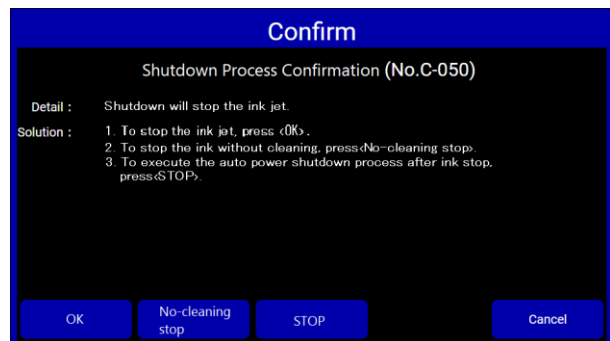 Confirm
Shutdown Process Confirmation (No.C-050)
Detail : Shutdown will stop the ink jet.
Solution : 1. To stop the ink jet, press <OK>.
2. To stop the ink without cleaning, press<No-cleaning stop>.
3. To execute the auto power shutdown process after ink stop,
press<STOP>.
OK
No-cleaning
stop
STOP
Cancel